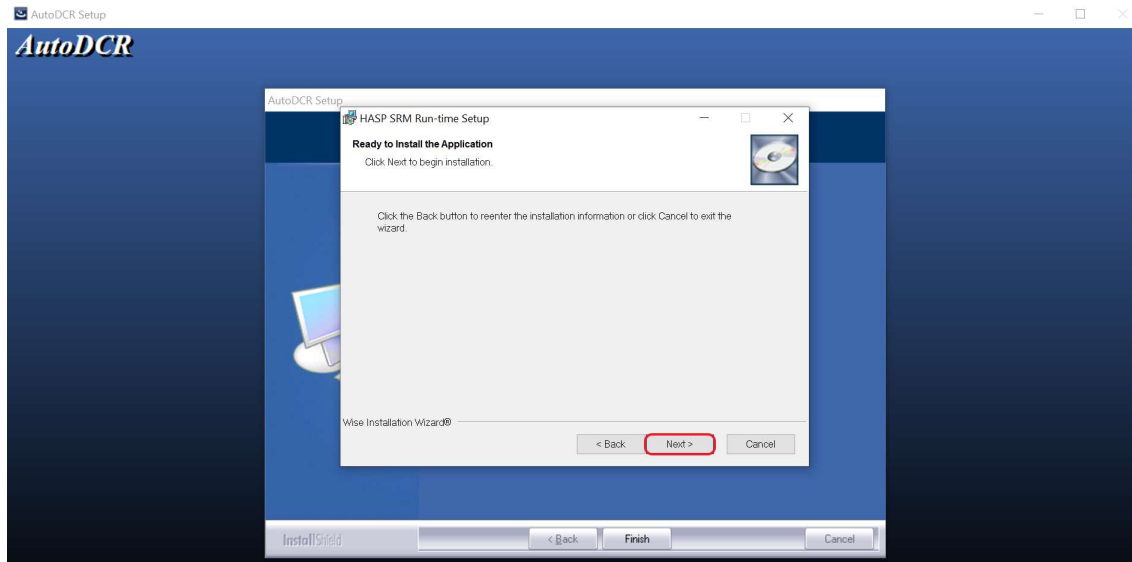 AutoDCR Setup
AutoDCR
AutoDCR Setup
HASP SRM Run-time Setup
Ready to Install the Application
Click Next to begin installation.
Click the Back button to reenter the installation information or click Cancel to exit the
wizard.
Wise Installation Wizard®
< Back Next > Cancel
InstallShield < Back Finish Cancel